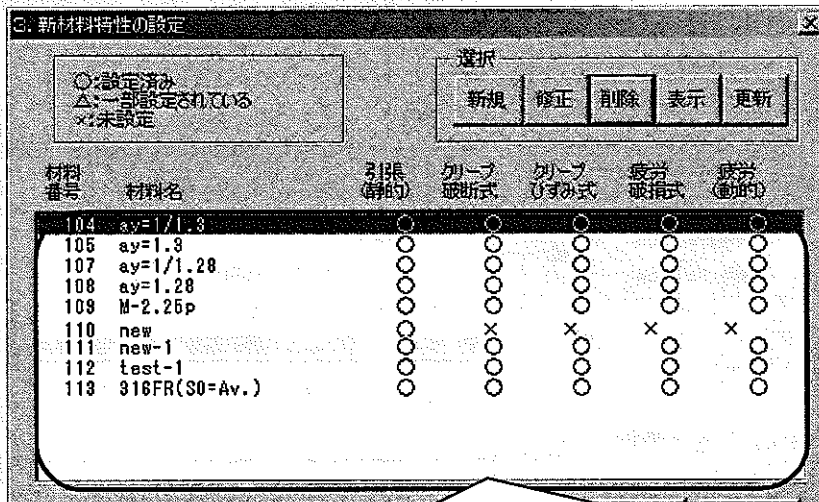 3: 新材料特性の設定
○:設定済み
△:一部設定されている
×:未設定
選択
新規 修正 削除 表示 更新
材料番号 材料名 引張(静的) クリープ破断式 クリープひずみ式 疲労破損式 疲労(動的)
104 ay=1/1.3 ○ ○ ○ ○ ○
105 ay=1.3 ○ ○ ○ ○ ○
107 ay=1/1.28 ○ ○ ○ ○ ○
108 ay=1.28 ○ ○ ○ ○ ○
109 M-2.25p ○ ○ ○ ○ ○
110 new ○ × × × ×
111 new-1 ○ ○ ○ ○ ○
112 test-1 ○ ○ ○ ○ ○
113 316FR(S0=Av.) ○ ○ ○ ○ ○